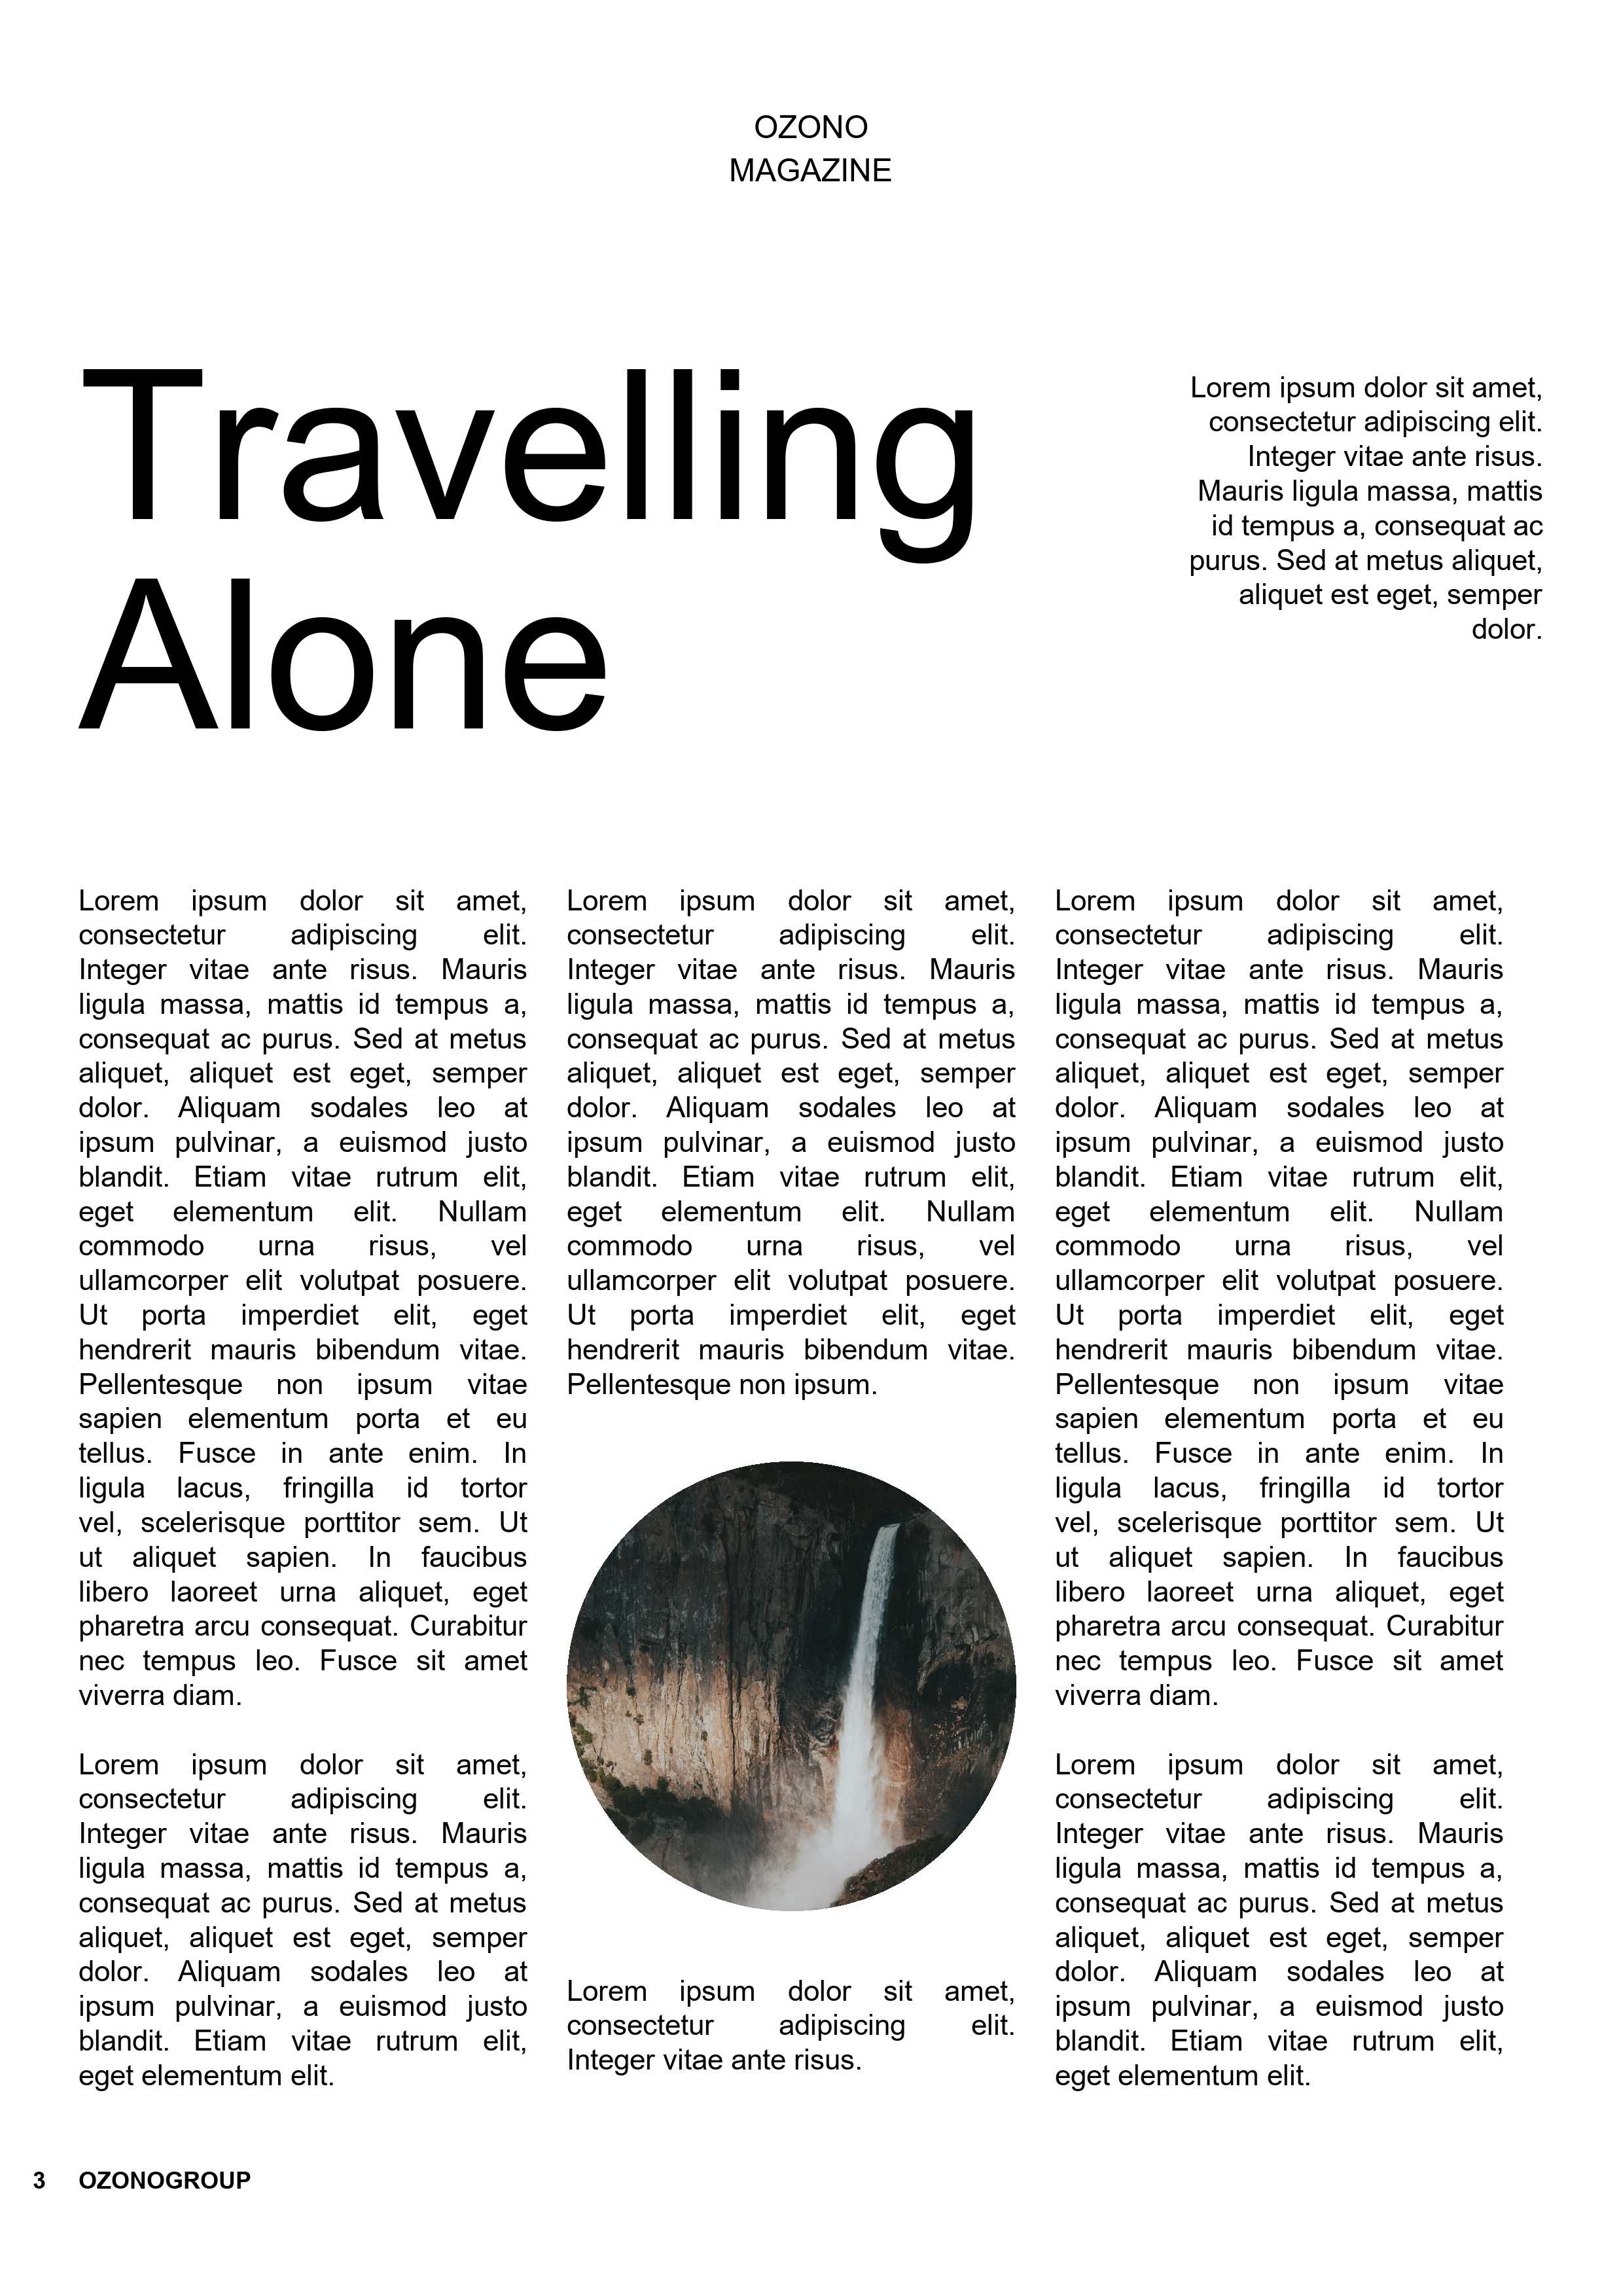 OZONO
MAGAZINE
Travelling
Alone
Lorem ipsum dolor sit amet,
consectetur adipiscing elit.
Integer vitae ante risus.
Mauris ligula massa, mattis
id tempus a, consequat ac
purus. Sed at metus aliquet,
aliquet est eget, semper
dolor.
Lorem ipsum dolor sit amet,
consectetur adipiscing elit.
Integer vitae ante risus. Mauris
ligula massa, mattis id tempus a,
consequat ac purus. Sed at metus
aliquet, aliquet est eget, semper
dolor. Aliquam sodales leo at
ipsum pulvinar, a euismod justo
blandit. Etiam vitae rutrum elit,
eget elementum elit. Nullam
commodo urna risus, vel
ullamcorper elit volutpat posuere.
Ut porta imperdiet elit, eget
hendrerit mauris bibendum vitae.
Pellentesque non ipsum vitae
sapien elementum porta et eu
tellus. Fusce in ante enim. In
ligula lacus, fringilla id tortor
vel, scelerisque porttitor sem. Ut
ut aliquet sapien. In faucibus
libero laoreet urna aliquet, eget
pharetra arcu consequat. Curabitur
nec tempus leo. Fusce sit amet
viverra diam.
Lorem ipsum dolor sit amet,
consectetur adipiscing elit.
Integer vitae ante risus. Mauris
ligula massa, mattis id tempus a,
consequat ac purus. Sed at metus
aliquet, aliquet est eget, semper
dolor. Aliquam sodales leo at
ipsum pulvinar, a euismod justo
blandit. Etiam vitae rutrum elit,
eget elementum elit.
Lorem ipsum dolor sit amet,
consectetur adipiscing elit.
Integer vitae ante risus. Mauris
ligula massa, mattis id tempus a,
consequat ac purus. Sed at metus
aliquet, aliquet est eget, semper
dolor. Aliquam sodales leo at
ipsum pulvinar, a euismod justo
blandit. Etiam vitae rutrum elit,
eget elementum elit. Nullam
commodo urna risus, vel
ullamcorper elit volutpat posuere.
Ut porta imperdiet elit, eget
hendrerit mauris bibendum vitae.
Pellentesque non ipsum.
Lorem ipsum dolor sit amet,
consectetur adipiscing elit.
Integer vitae ante risus.
Lorem ipsum dolor sit amet,
consectetur adipiscing elit.
Integer vitae ante risus. Mauris
ligula massa, mattis id tempus a,
consequat ac purus. Sed at metus
aliquet, aliquet est eget, semper
dolor. Aliquam sodales leo at
ipsum pulvinar, a euismod justo
blandit. Etiam vitae rutrum elit,
eget elementum elit. Nullam
commodo urna risus, vel
ullamcorper elit volutpat posuere.
Ut porta imperdiet elit, eget
hendrerit mauris bibendum vitae.
Pellentesque non ipsum vitae
sapien elementum porta et eu
tellus. Fusce in ante enim. In
ligula lacus, fringilla id tortor
vel, scelerisque porttitor sem. Ut
ut aliquet sapien. In faucibus
libero laoreet urna aliquet, eget
pharetra arcu consequat. Curabitur
nec tempus leo. Fusce sit amet
viverra diam.
Lorem ipsum dolor sit amet,
consectetur adipiscing elit.
Integer vitae ante risus. Mauris
ligula massa, mattis id tempus a,
consequat ac purus. Sed at metus
aliquet, aliquet est eget, semper
dolor. Aliquam sodales leo at
ipsum pulvinar, a euismod justo
blandit. Etiam vitae rutrum elit,
eget elementum elit.
3 OZONOGROUP